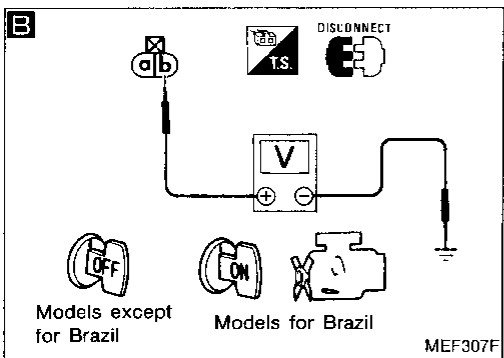 B
DISCONNECT
a b
T.S.
V
+ −
OFF
ON
Models except
for Brazil
Models for Brazil
MEF307F